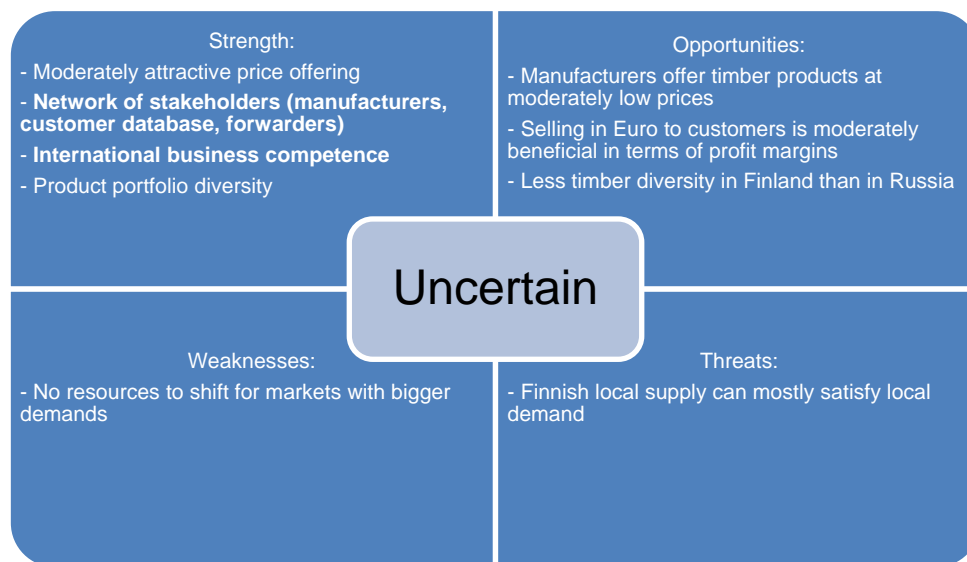 Strength:
- Moderately attractive price offering
- Network of stakeholders (manufacturers,
customer database, forwarders)
- International business competence
- Product portfolio diversity
Opportunities:
- Manufacturers offer timber products at
moderately low prices
- Selling in Euro to customers is moderately
beneficial in terms of profit margins
- Less timber diversity in Finland than in Russia
Uncertain
Weaknesses:
- No resources to shift for markets with bigger
demands
Threats:
- Finnish local supply can mostly satisfy local
demand